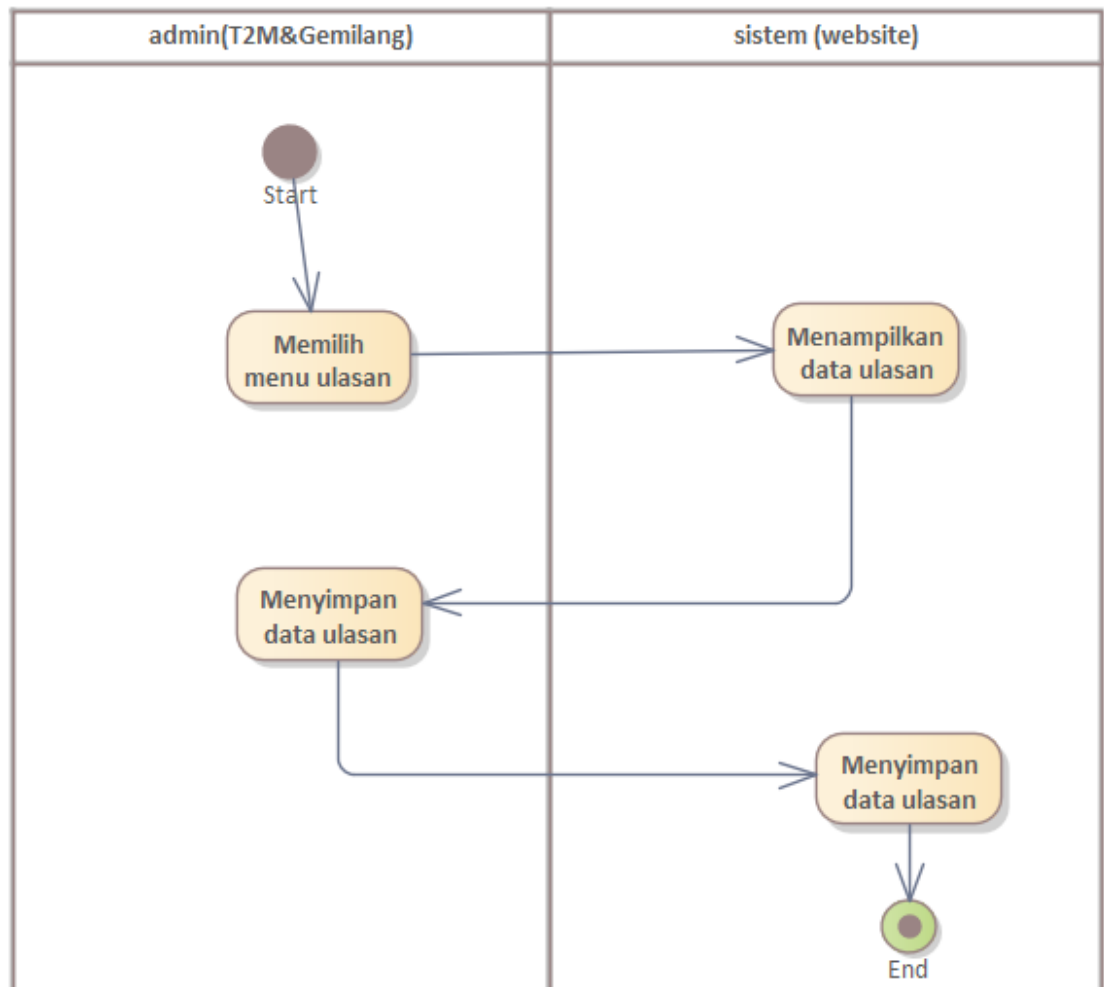 admin(T2M&Gemilang)
sistem (website)
Start
Memilih
menu ulasan
Menampilkan
data ulasan
Menyimpan
data ulasan
Menyimpan
data ulasan
End